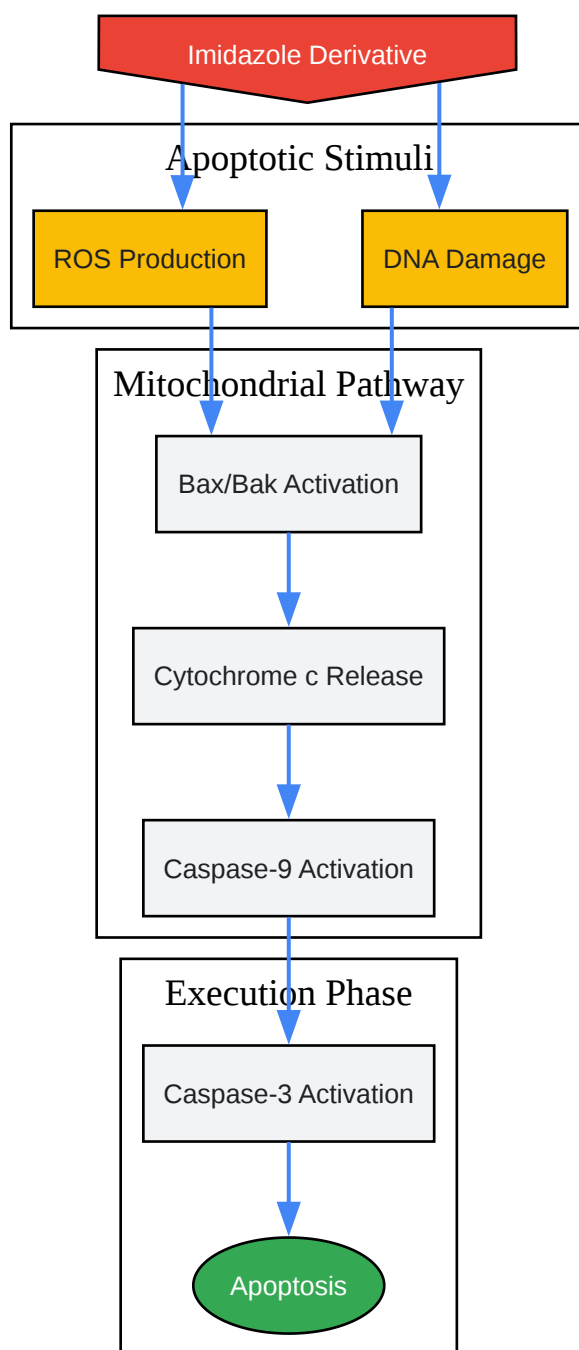 Imidazole Derivative
Apoptotic Stimuli
ROS Production
DNA Damage
Mitochondrial Pathway
Bax/Bak Activation
Cytochrome c Release
Caspase-9 Activation
Execution Phase
Caspase-3 Activation
Apoptosis